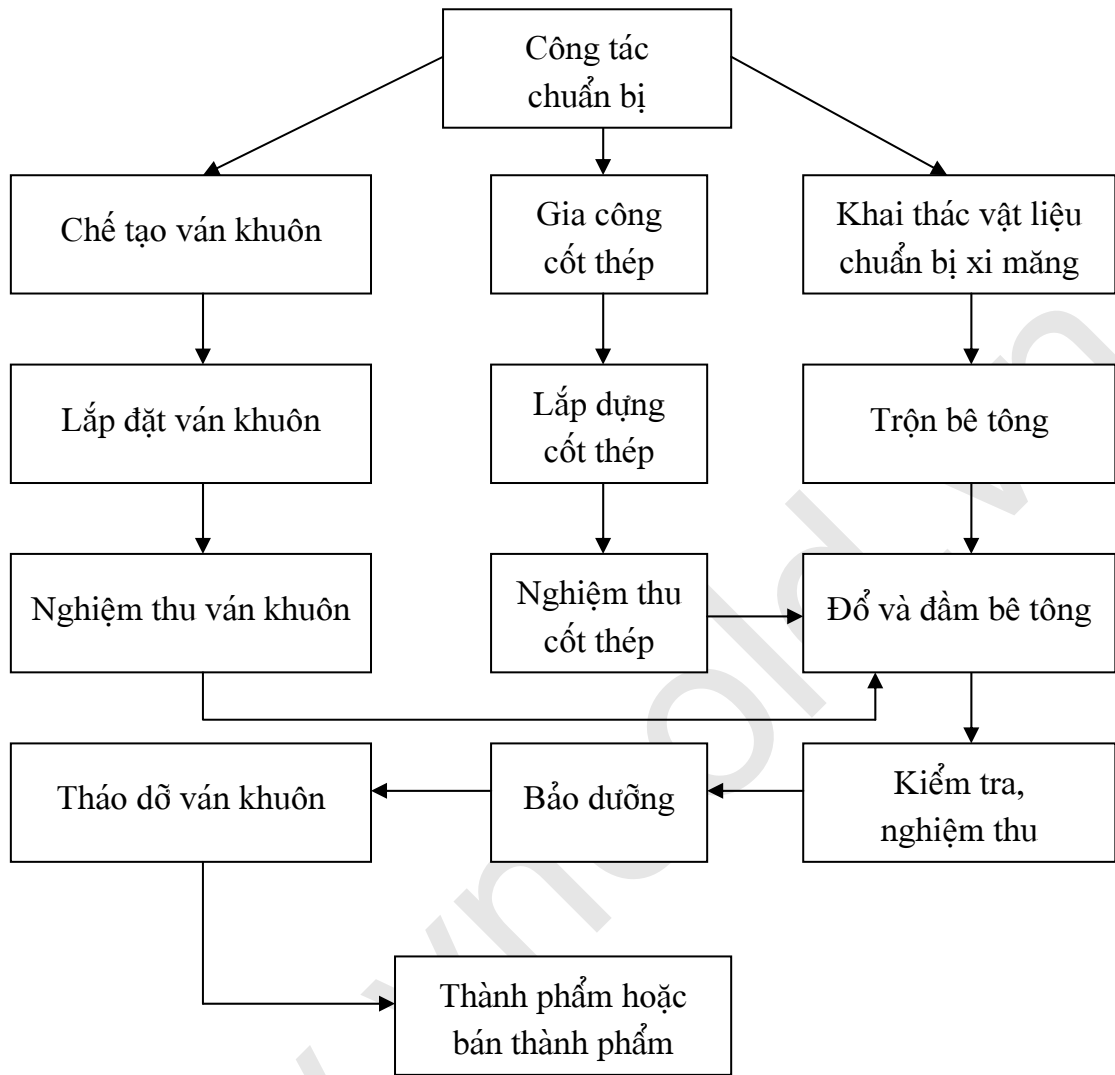 Công tác
chuẩn bị
Chế tạo ván khuôn
Gia công
cốt thép
Khai thác vật liệu
chuẩn bị xi măng
Lắp đặt ván khuôn
Lắp dựng
cốt thép
Trộn bê tông
Nghiệm thu ván khuôn
Nghiệm thu
cốt thép
Đổ và đầm bê tông
Tháo dỡ ván khuôn
Bảo dưỡng
Kiểm tra,
nghiệm thu
Thành phẩm hoặc
bán thành phẩm